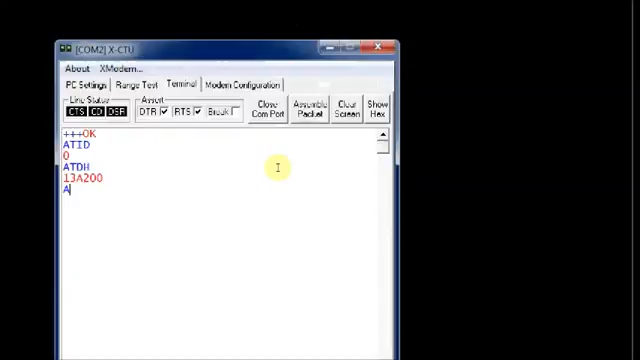 [COM2] X-CTU
About XModem...
PC Settings Range Test Terminal Modem Configuration
Line Status
CTS CD DSR
Assert
DTR RTS Break
Close Com Port
Assemble Packet
Clear Screen
Show Hex
+++OK
ATID
0
ATDH
13A200
A